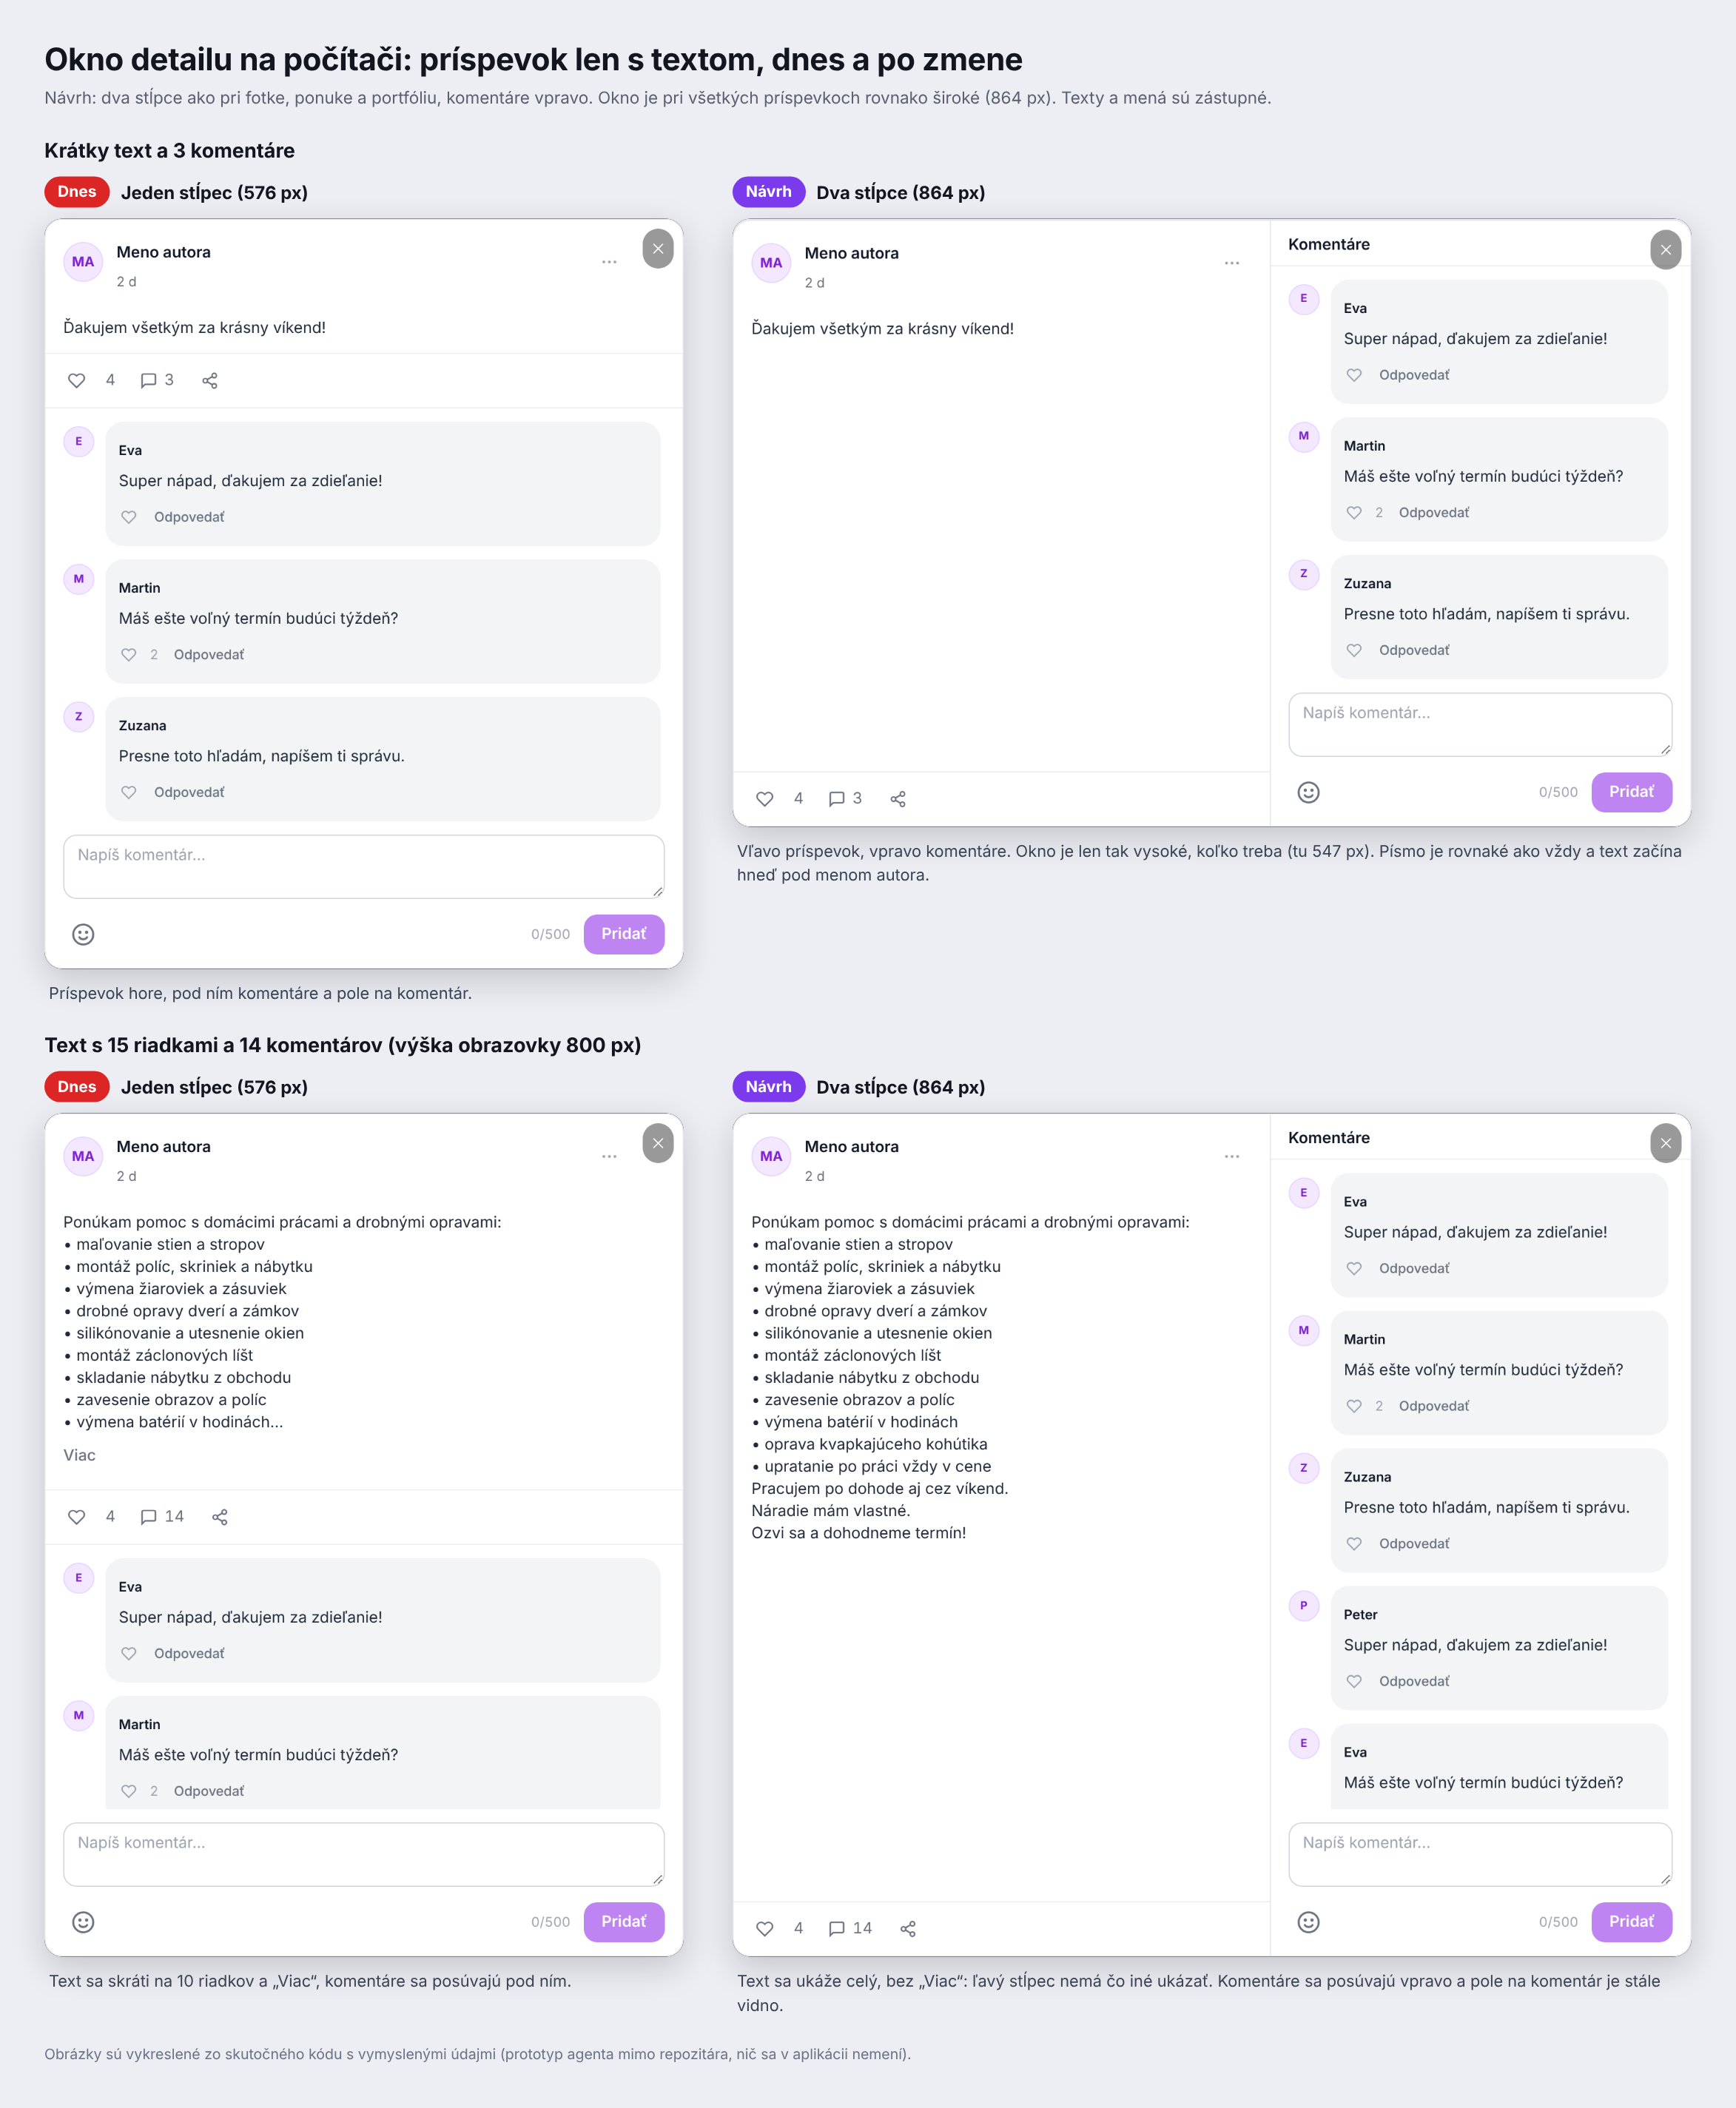 Okno detailu na počítači: príspevok len s textom, dnes a po zmene
Návrh: dva stĺpce ako pri fotke, ponuke a portfóliu, komentáre vpravo. Okno je pri všetkých príspevkoch rovnako široké (864 px). Texty a mená sú zástupné.
Krátky text a 3 komentáre
Dnes
Jeden stĺpec (576 px)
MA
Meno autora
2 d
Ďakujem všetkým za krásny víkend!
4
3
E
Eva
Super nápad, ďakujem za zdieľanie!
Odpovedať
M
Martin
Máš ešte voľný termín budúci týždeň?
2
Odpovedať
Z
Zuzana
Presne toto hľadám, napíšem ti správu.
Odpovedať
Napíš komentár...
0/500
Pridať
Príspevok hore, pod ním komentáre a pole na komentár.
Návrh
Dva stĺpce (864 px)
MA
Meno autora
2 d
Ďakujem všetkým za krásny víkend!
4
3
Komentáre
E
Eva
Super nápad, ďakujem za zdieľanie!
Odpovedať
M
Martin
Máš ešte voľný termín budúci týždeň?
2
Odpovedať
Z
Zuzana
Presne toto hľadám, napíšem ti správu.
Odpovedať
Napíš komentár...
0/500
Pridať
Vľavo príspevok, vpravo komentáre. Okno je len tak vysoké, koľko treba (tu 547 px). Písmo je rovnaké ako vždy a text začína
hneď pod menom autora.
Text s 15 riadkami a 14 komentárov (výška obrazovky 800 px)
Dnes
Jeden stĺpec (576 px)
MA
Meno autora
2 d
Ponúkam pomoc s domácimi prácami a drobnými opravami:
• maľovanie stien a stropov
• montáž políc, skriniek a nábytku
• výmena žiaroviek a zásuviek
• drobné opravy dverí a zámkov
• silikónovanie a utesnenie okien
• montáž záclonových líšt
• skladanie nábytku z obchodu
• zavesenie obrazov a políc
• výmena batérií v hodinách...
Viac
4
14
E
Eva
Super nápad, ďakujem za zdieľanie!
Odpovedať
M
Martin
Máš ešte voľný termín budúci týždeň?
2
Odpovedať
Napíš komentár...
0/500
Pridať
Text sa skráti na 10 riadkov a „Viac“, komentáre sa posúvajú pod ním.
Návrh
Dva stĺpce (864 px)
MA
Meno autora
2 d
Ponúkam pomoc s domácimi prácami a drobnými opravami:
• maľovanie stien a stropov
• montáž políc, skriniek a nábytku
• výmena žiaroviek a zásuviek
• drobné opravy dverí a zámkov
• silikónovanie a utesnenie okien
• montáž záclonových líšt
• skladanie nábytku z obchodu
• zavesenie obrazov a políc
• výmena batérií v hodinách
• oprava kvapkajúceho kohútika
• upratanie po práci vždy v cene
Pracujem po dohode aj cez víkend.
Náradie mám vlastné.
Ozvi sa a dohodneme termín!
4
14
Komentáre
E
Eva
Super nápad, ďakujem za zdieľanie!
Odpovedať
M
Martin
Máš ešte voľný termín budúci týždeň?
2
Odpovedať
Z
Zuzana
Presne toto hľadám, napíšem ti správu.
Odpovedať
P
Peter
Super nápad, ďakujem za zdieľanie!
Odpovedať
E
Eva
Máš ešte voľný termín budúci týždeň?
Napíš komentár...
0/500
Pridať
Text sa ukáže celý, bez „Viac“: ľavý stĺpec nemá čo iné ukázať. Komentáre sa posúvajú vpravo a pole na komentár je stále
vidno.
Obrázky sú vykreslené zo skutočného kódu s vymyslenými údajmi (prototyp agenta mimo repozitára, nič sa v aplikácii nemení).